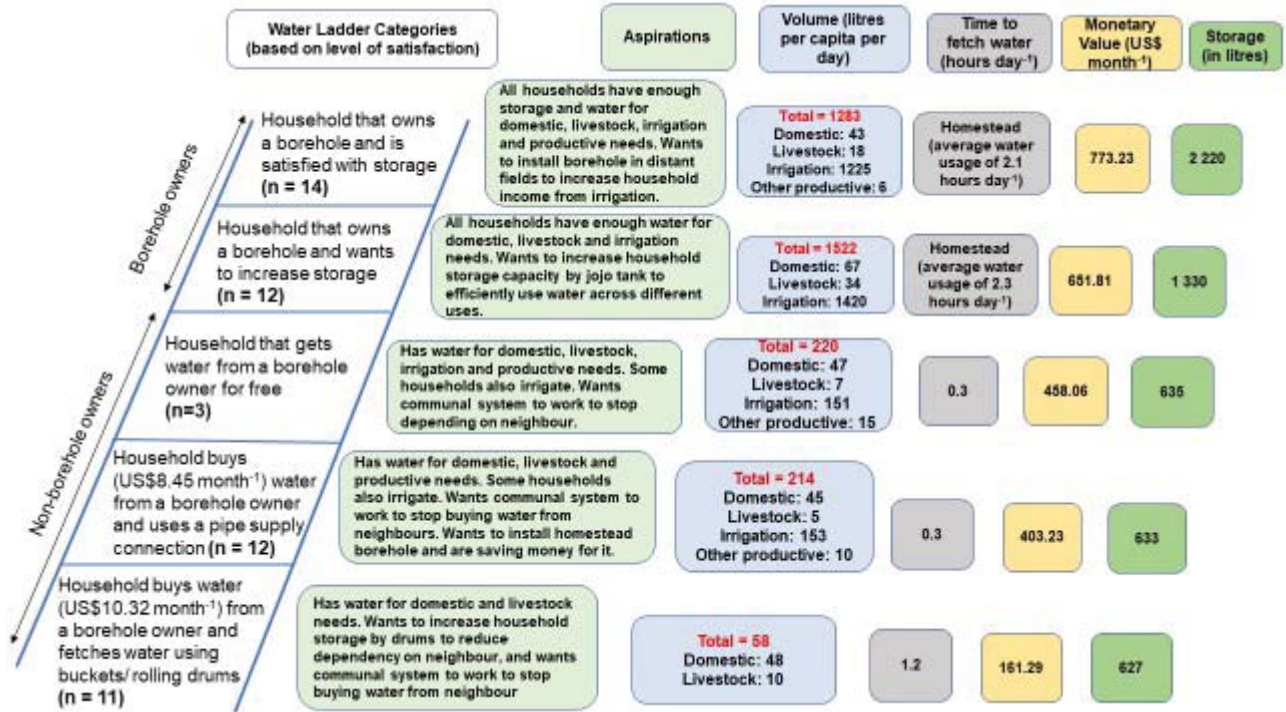 Water Ladder Categories
(based on level of satisfaction)
Aspirations
Volume (litres
per capita per
day)
Time to
fetch water
(hours day⁻¹)
Monetary
Value (US$
month⁻¹)
Storage
(in litres)
Borehole owners
Household that owns
a borehole and is
satisfied with storage
(n = 14)
All households have enough
storage and water for
domestic, livestock, irrigation
and productive needs. Wants
to install borehole in distant
fields to increase household
income from irrigation.
Total = 1283
Domestic: 43
Livestock: 18
Irrigation: 1225
Other productive: 6
Homestead
(average water
usage of 2.1
hours day⁻¹)
773.23
2 220
Household that owns
a borehole and wants
to increase storage
(n = 12)
All households have enough water for
domestic, livestock and irrigation
needs. Wants to increase household
storage capacity by jojo tank to
efficiently use water across different
uses.
Total = 1522
Domestic: 67
Livestock: 34
Irrigation: 1420
Homestead
(average water
usage of 2.3
hours day⁻¹)
651.81
1 330
Non-borehole owners
Household that gets
water from a borehole
owner for free
(n=3)
Has water for domestic, livestock,
irrigation and productive needs. Some
households also irrigate. Wants
communal system to work to stop
depending on neighbour.
Total = 220
Domestic: 47
Livestock: 7
Irrigation: 151
Other productive: 15
0.3
458.06
635
Household buys
(US$8.45 month⁻¹) water
from a borehole owner
and uses a pipe supply
connection (n = 12)
Has water for domestic, livestock and
productive needs. Some households
also irrigate. Wants communal system to
work to stop buying water from
neighbours. Wants to install homestead
borehole and are saving money for it.
Total = 214
Domestic: 45
Livestock: 5
Irrigation: 153
Other productive: 10
0.3
403.23
633
Household buys water
(US$10.32 month⁻¹) from
a borehole owner and
fetches water using
buckets/ rolling drums
(n = 11)
Has water for domestic and livestock
needs. Wants to increase household
storage by drums to reduce
dependency on neighbour, and wants
communal system to work to stop
buying water from neighbour
Total = 58
Domestic: 48
Livestock: 10
1.2
161.29
627